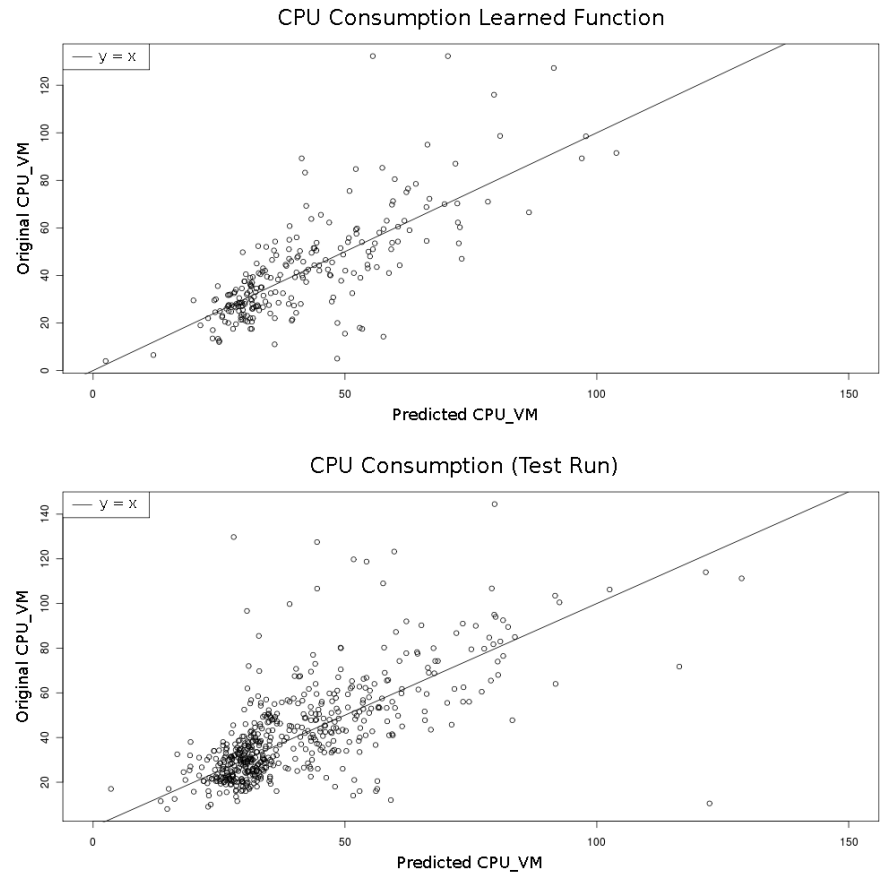 CPU Consumption Learned Function
y = x
120
100
80
60
40
20
0
Original CPU_VM
0 50 100 150
Predicted CPU_VM
CPU Consumption (Test Run)
y = x
140
120
100
80
60
40
20
Original CPU_VM
0 50 100 150
Predicted CPU_VM